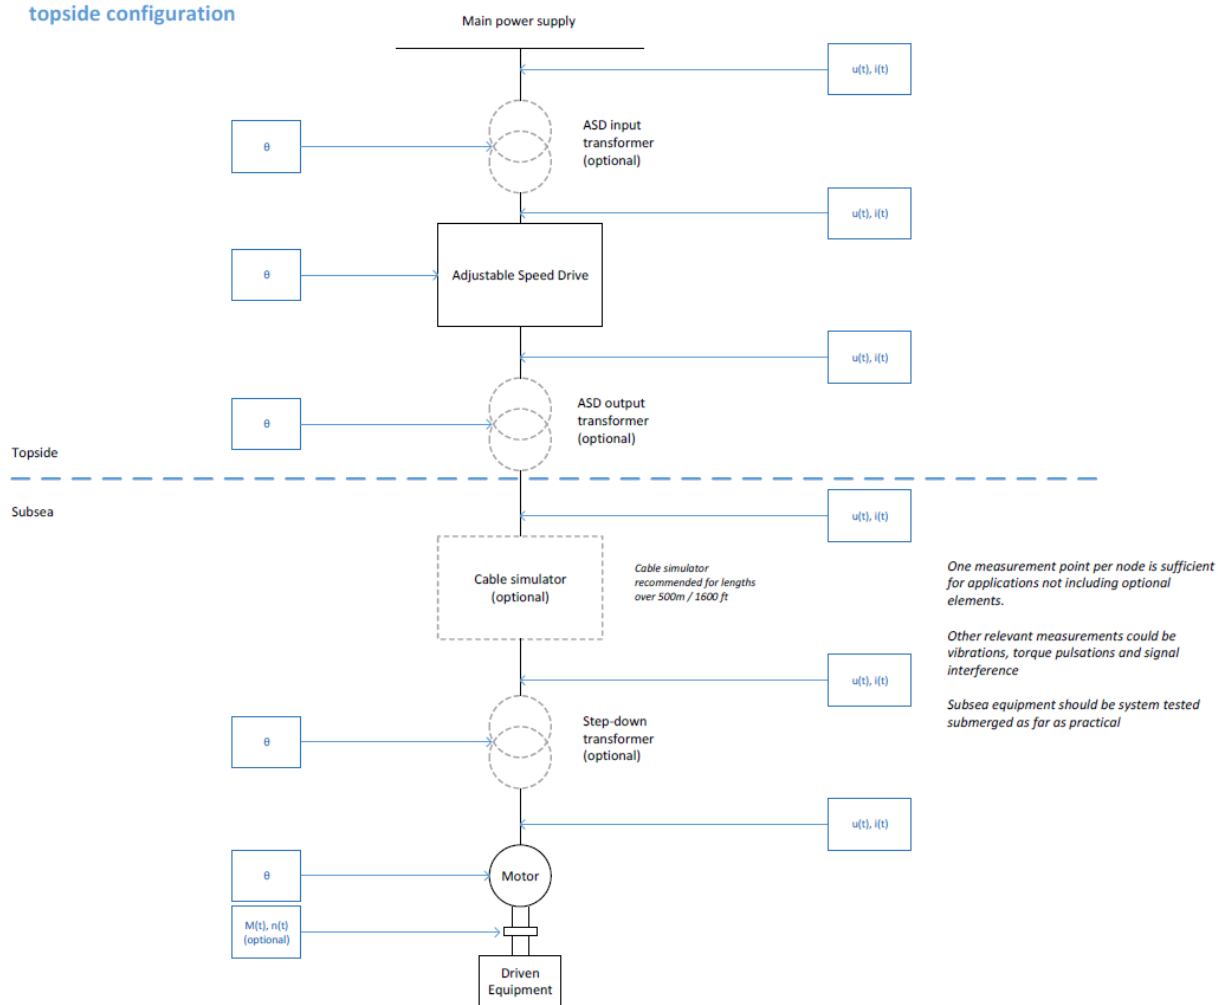 topside configuration
Main power supply
u(t), i(t)
ASD input
transformer
(optional)
θ
u(t), i(t)
Adjustable Speed Drive
θ
u(t), i(t)
ASD output
transformer
(optional)
θ
Topside
Subsea
u(t), i(t)
Cable simulator
(optional)
Cable simulator
recommended for lengths
over 500m / 1600 ft
One measurement point per node is sufficient
for applications not including optional
elements.
Other relevant measurements could be
vibrations, torque pulsations and signal
interference
Subsea equipment should be system tested
submerged as far as practical
u(t), i(t)
Step-down
transformer
(optional)
θ
u(t), i(t)
θ
Motor
M(t), n(t)
(optional)
Driven
Equipment